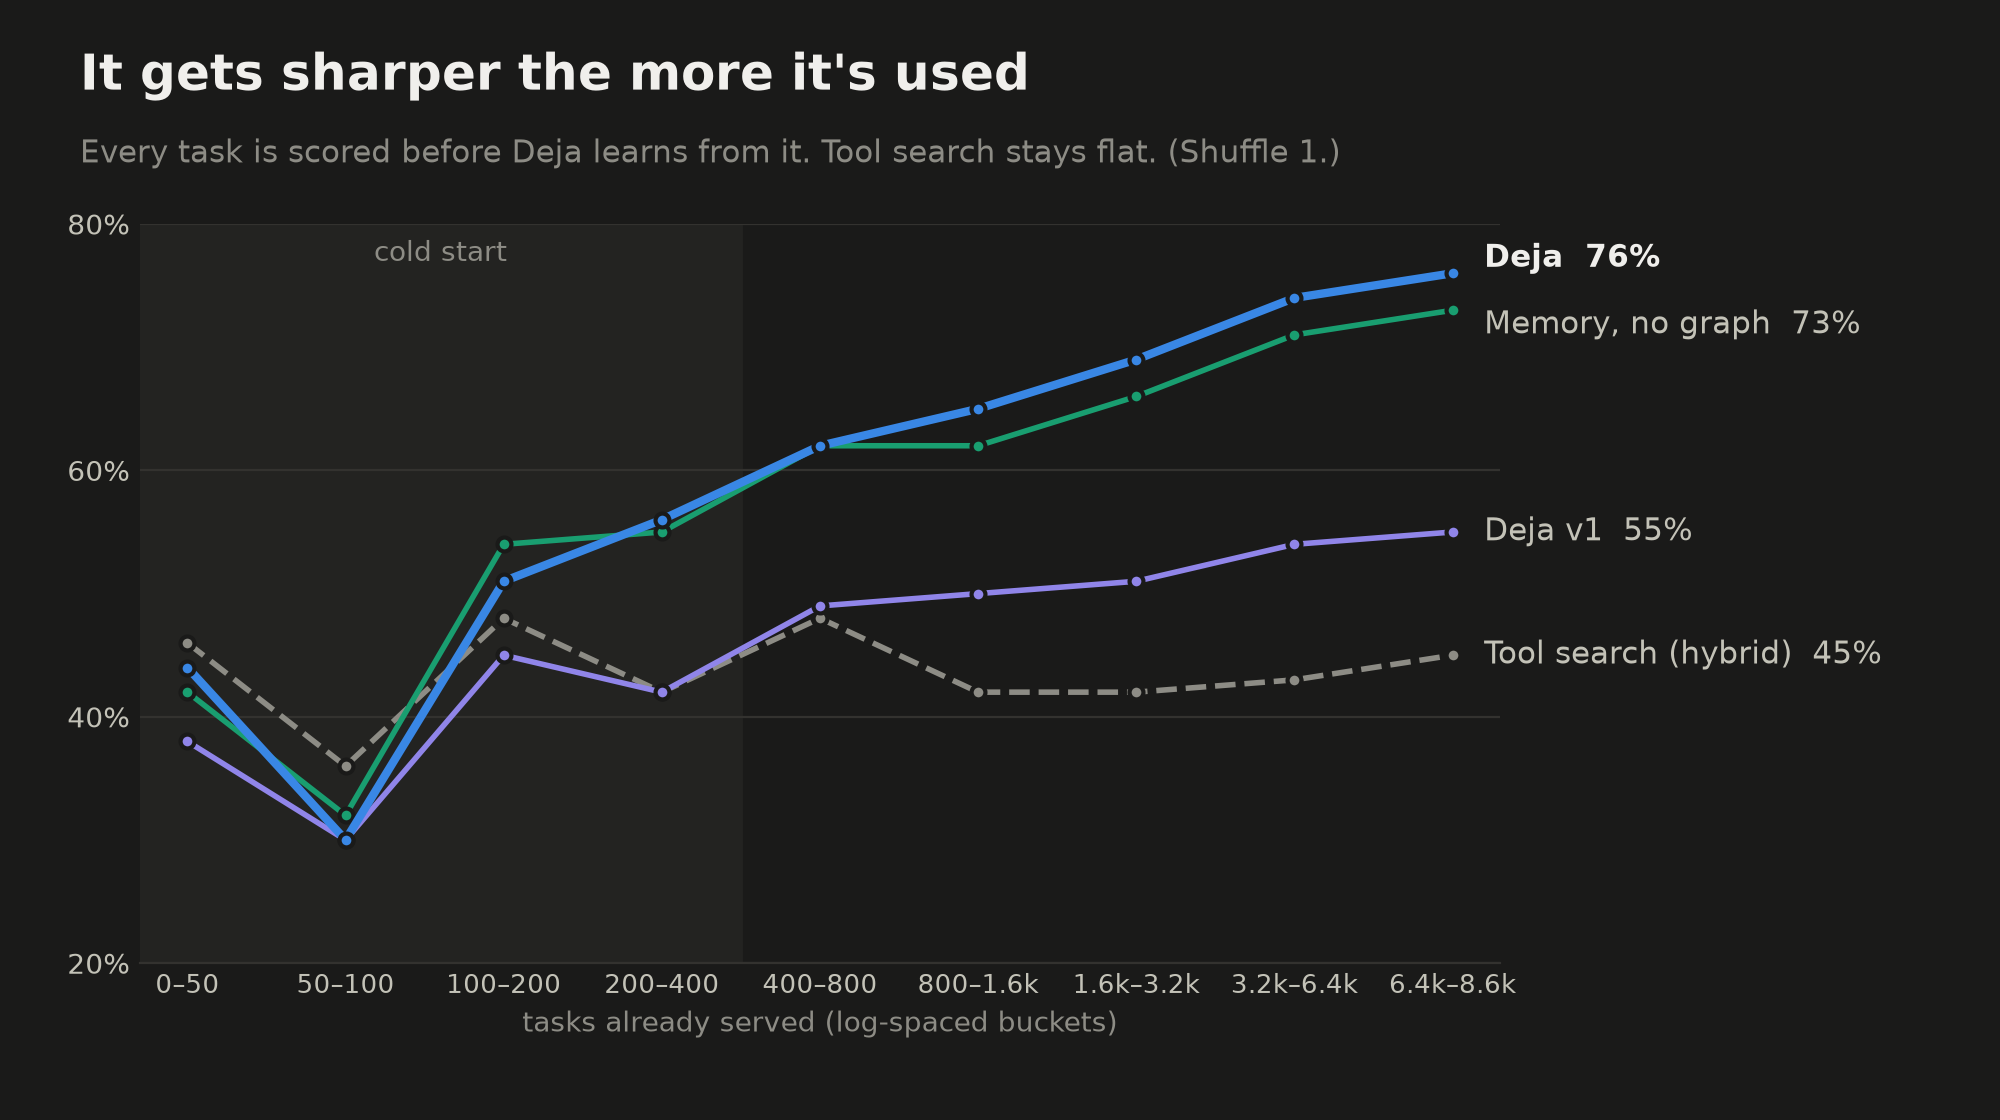 It gets sharper the more it's used
Every task is scored before Deja learns from it. Tool search stays flat. (Shuffle 1.)
80%
cold start
Deja 76%
Memory, no graph 73%
60%
Deja v1 55%
Tool search (hybrid) 45%
40%
20%
0–50 50–100 100–200 200–400 400–800 800–1.6k 1.6k–3.2k 3.2k–6.4k 6.4k–8.6k
tasks already served (log-spaced buckets)